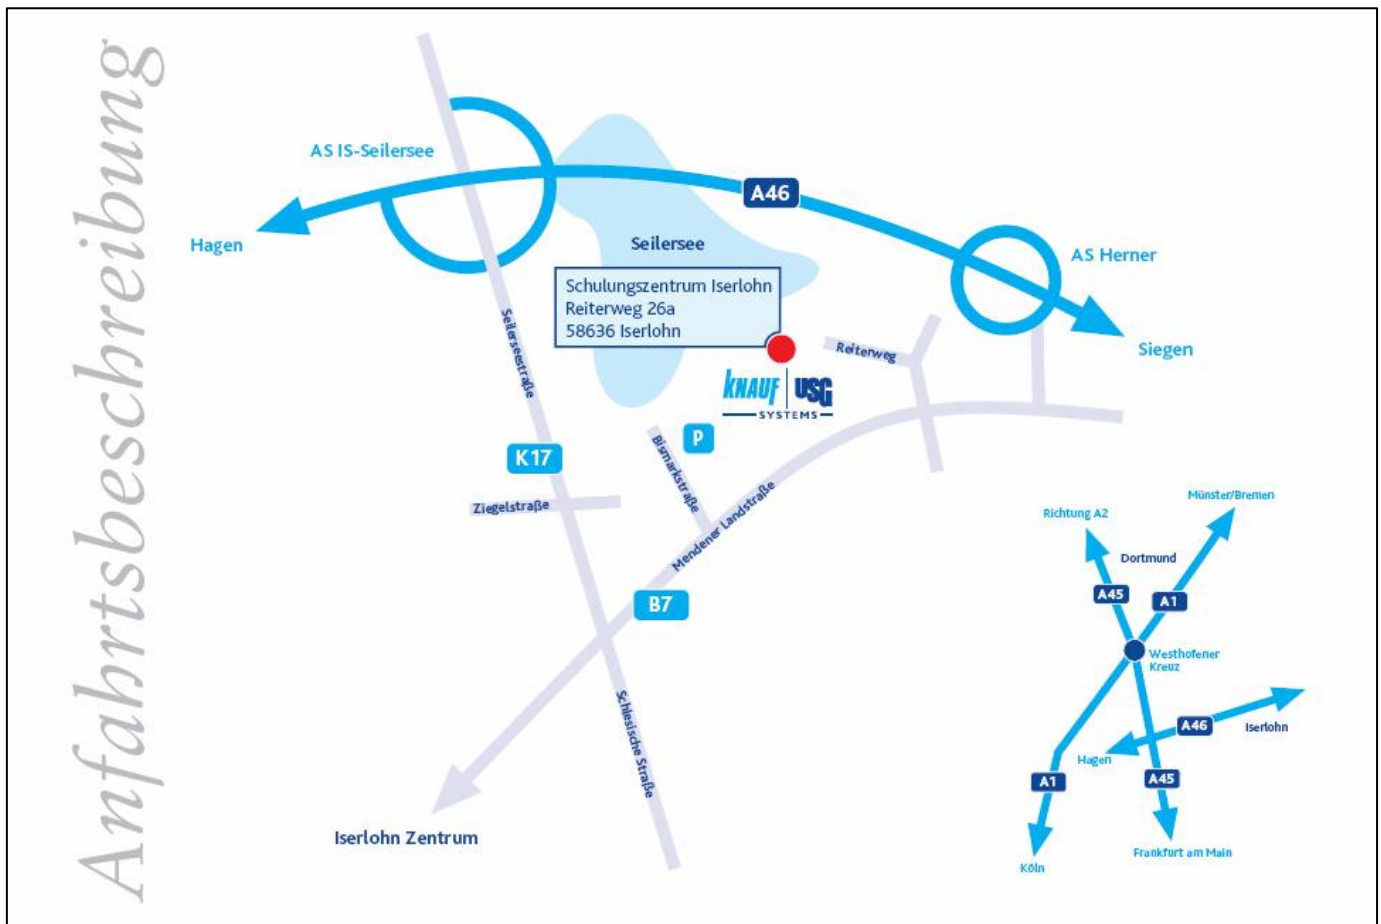 Anfahrtsbeschreibung
AS IS-Seilersee
A46
Hagen
Seilersee
AS Herner
Schulungszentrum Iserlohn
Reiterweg 26a
58636 Iserlohn
Siegen
Reiterweg
Seilerseestraße
KNAUF USG
SYSTEMS
P
Bismarkstraße
K17
Ziegelstraße
Mendener Landstraße
B7
Schlesische Straße
Iserlohn Zentrum
Münster/Bremen
Richtung A2
Dortmund
A45
A1
Westhofener
Kreuz
A46
Iserlohn
Hagen
A1
A45
Frankfurt am Main
Köln